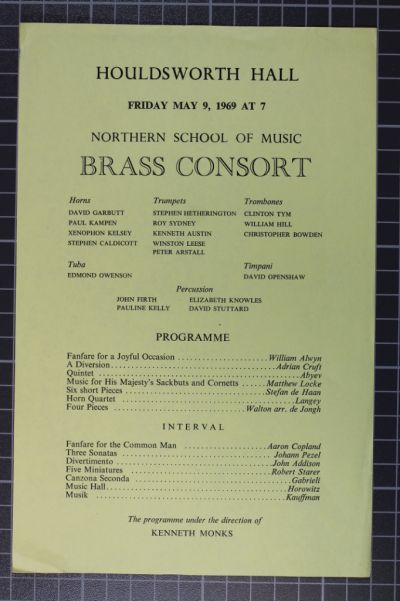 HOULDSWORTH HALL
FRIDAY MAY 9, 1969 AT 7
NORTHERN SCHOOL OF MUSIC
BRASS CONSORT
Horns Trumpets Trombones
DAVID GARBUTT STEPHEN HETHERINGTON CLINTON TYM
PAUL KAMPEN ROY SYDNEY WILLIAM HILL
XENOPHON KELSEY KENNETH AUSTIN CHRISTOPHER BOWDEN
STEPHEN CALDICOTT WINSTON LEESE
PETER ARSTALL
Tuba Timpani
EDMOND OWENSON DAVID OPENSHAW
Percussion
JOHN FIRTH ELIZABETH KNOWLES
PAULINE KELLY DAVID STUTTARD
PROGRAMME
Fanfare for a Joyful Occasion ..................... William Alwyn
A Diversion ..................... Adrian Cruft
Quintet ..................... Abyev
Music for His Majesty's Sackbuts and Cornetts ...... Matthew Locke
Six short Pieces ..................... Stefan de Haan
Horn Quartet ..................... Langey
Four Pieces ..................... Walton arr. de Jongh
INTERVAL
Fanfare for the Common Man ..................... Aaron Copland
Three Sonatas ..................... Johann Pezel
Divertimento ..................... John Addison
Five Miniatures ..................... Robert Starer
Canzona Seconda ..................... Gabrieli
Music Hall ..................... Horowitz
Musik ..................... Kauffman
The programme under the direction of
KENNETH MONKS